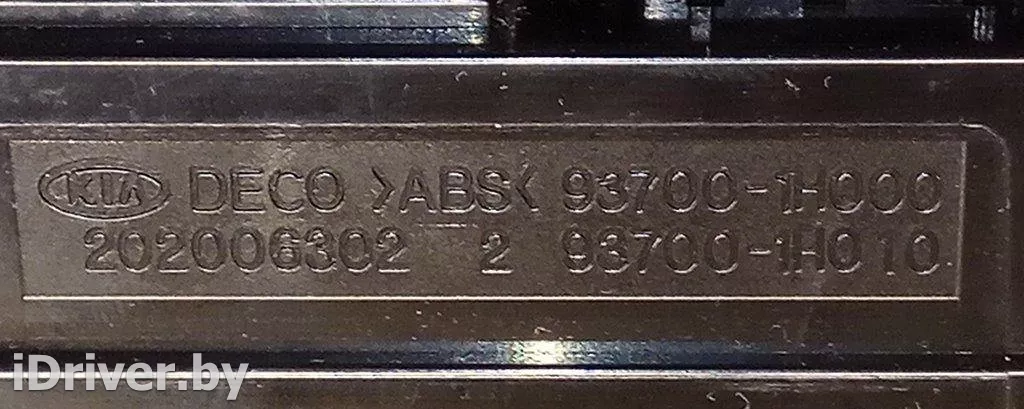 KIA DECO >ABS< 93700-1H000
202006302 2 93700-1H010
iDriver.by